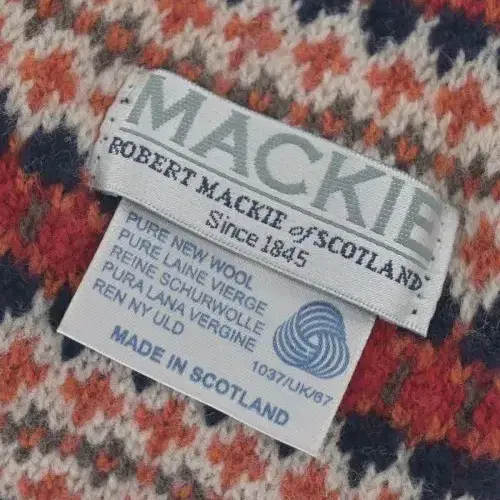 MACKIE
ROBERT MACKIE of SCOTLAND
Since 1845
PURE NEW WOOL
PURE LAINE VIERGE
REINE SCHURWOLLE
PURA LANA VERGINE
REN NY ULD
1037/UK/67
MADE IN SCOTLAND